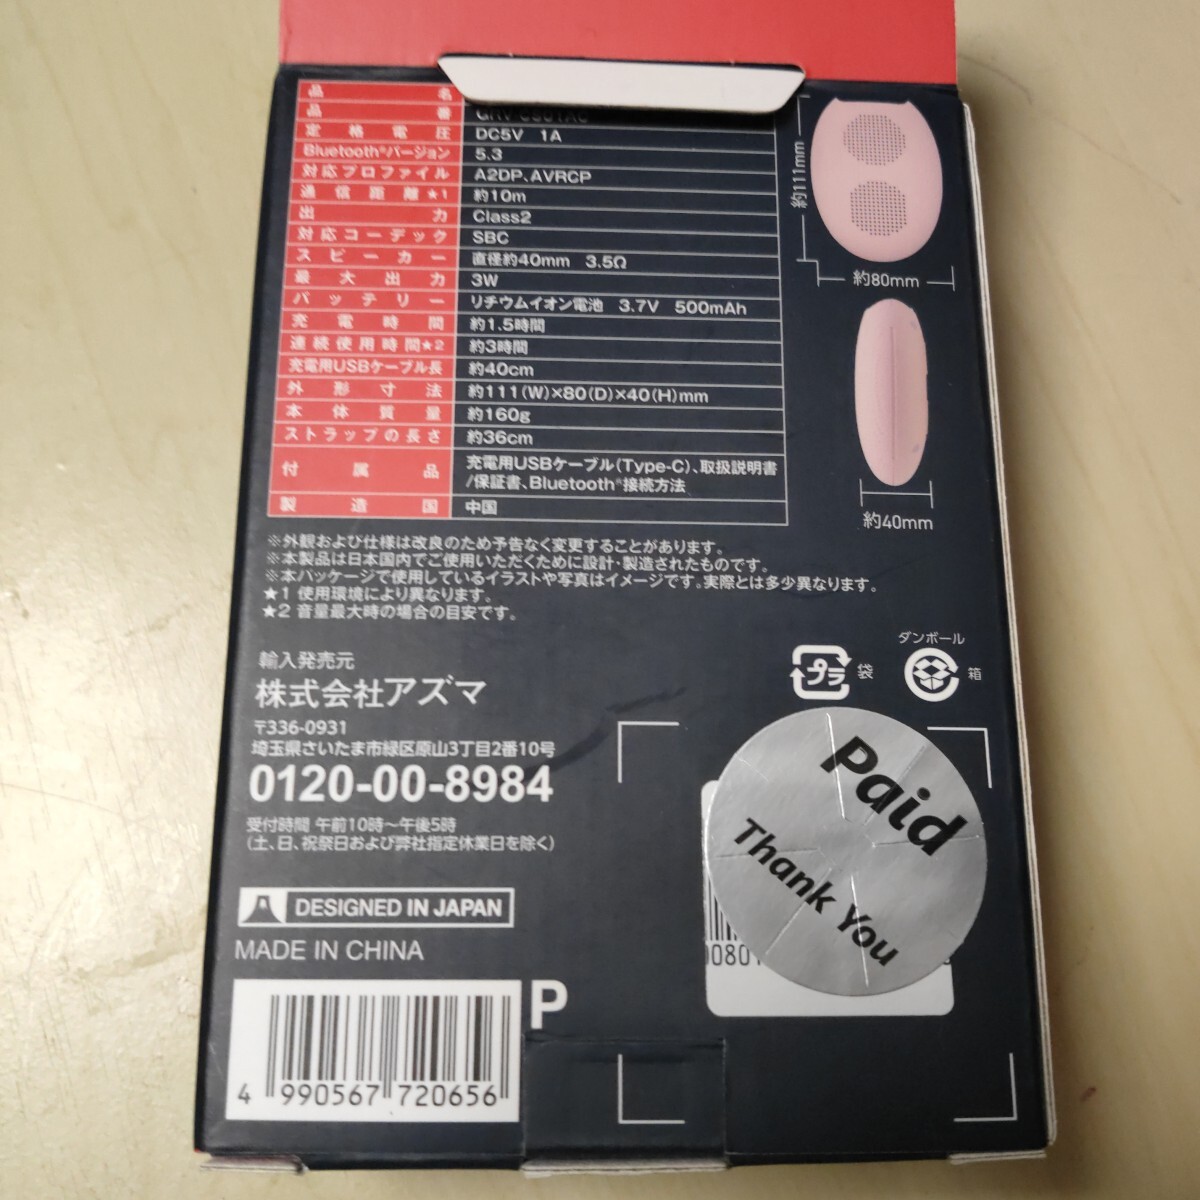 品名
品番
定格電圧 DC5V 1A
Bluetooth®バージョン 5.3
対応プロファイル A2DP、AVRCP
通信距離★1 約10m
出力 Class2
対応コーデック SBC
スピーカー 直径約40mm 3.5Ω
最大出力 3W
バッテリー リチウムイオン電池 3.7V 500mAh
充電時間 約1.5時間
連続使用時間★2 約3時間
充電用USBケーブル長 約40cm
外形寸法 約111(W)×80(D)×40(H)mm
本体質量 約160g
ストラップの長さ 約36cm
付属品 充電用USBケーブル(Type-C)、取扱説明書
/保証書、Bluetooth®接続方法
製造国 中国
約111mm
約80mm
約40mm
※外観および仕様は改良のため予告なく変更することがあります。
※本製品は日本国内でご使用いただくために設計・製造されたものです。
※本パッケージで使用しているイラストや写真はイメージです。実際とは多少異なります。
★1 使用環境により異なります。
★2 音量最大時の場合の目安です。
輸入発売元
株式会社アズマ
〒336-0931
埼玉県さいたま市緑区原山3丁目2番10号
0120-00-8984
受付時間 午前10時～午後5時
(土、日、祝祭日および弊社指定休業日を除く)
プラ 袋
ダンボール
箱
Paid
Thank You
DESIGNED IN JAPAN
MADE IN CHINA
P
4 990567 720656